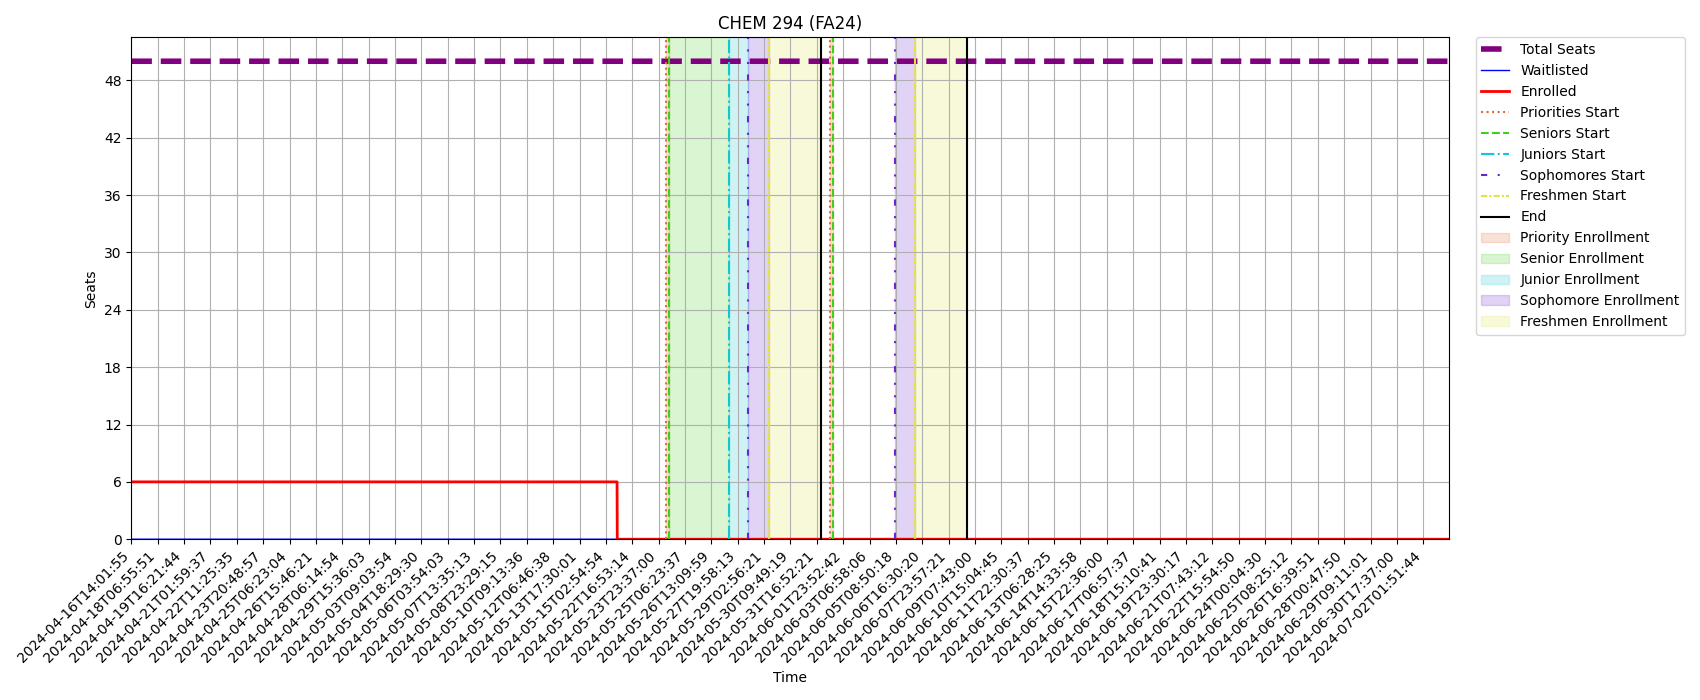 CHEM 294 (FA24)
Seats
48
42
36
30
24
18
12
6
0
2024-04-16T14:01:55
2024-04-18T06:55:51
2024-04-19T16:21:44
2024-04-21T01:59:37
2024-04-22T11:25:35
2024-04-23T20:48:57
2024-04-25T06:23:04
2024-04-26T15:46:21
2024-04-28T06:14:54
2024-04-29T15:36:03
2024-05-03T09:03:54
2024-05-04T18:29:30
2024-05-06T03:54:03
2024-05-07T13:35:13
2024-05-08T23:29:15
2024-05-10T09:13:36
2024-05-12T06:46:38
2024-05-13T17:30:01
2024-05-15T02:54:54
2024-05-22T16:53:14
2024-05-23T23:37:00
2024-05-25T06:23:37
2024-05-26T13:09:59
2024-05-27T19:58:13
2024-05-29T02:56:21
2024-05-30T09:49:19
2024-05-31T16:52:21
2024-06-01T23:52:42
2024-06-03T06:58:06
2024-06-05T08:50:18
2024-06-06T16:30:20
2024-06-07T23:57:21
2024-06-09T07:43:00
2024-06-10T15:04:45
2024-06-11T22:30:37
2024-06-13T06:28:25
2024-06-14T14:33:58
2024-06-15T22:36:00
2024-06-17T06:57:37
2024-06-18T15:10:41
2024-06-19T23:30:17
2024-06-21T07:43:12
2024-06-22T15:54:50
2024-06-24T00:04:30
2024-06-25T08:25:12
2024-06-26T16:39:51
2024-06-28T00:47:50
2024-06-29T09:11:01
2024-06-30T17:37:00
2024-07-02T01:51:44
Time
Total Seats
Waitlisted
Enrolled
Priorities Start
Seniors Start
Juniors Start
Sophomores Start
Freshmen Start
End
Priority Enrollment
Senior Enrollment
Junior Enrollment
Sophomore Enrollment
Freshmen Enrollment